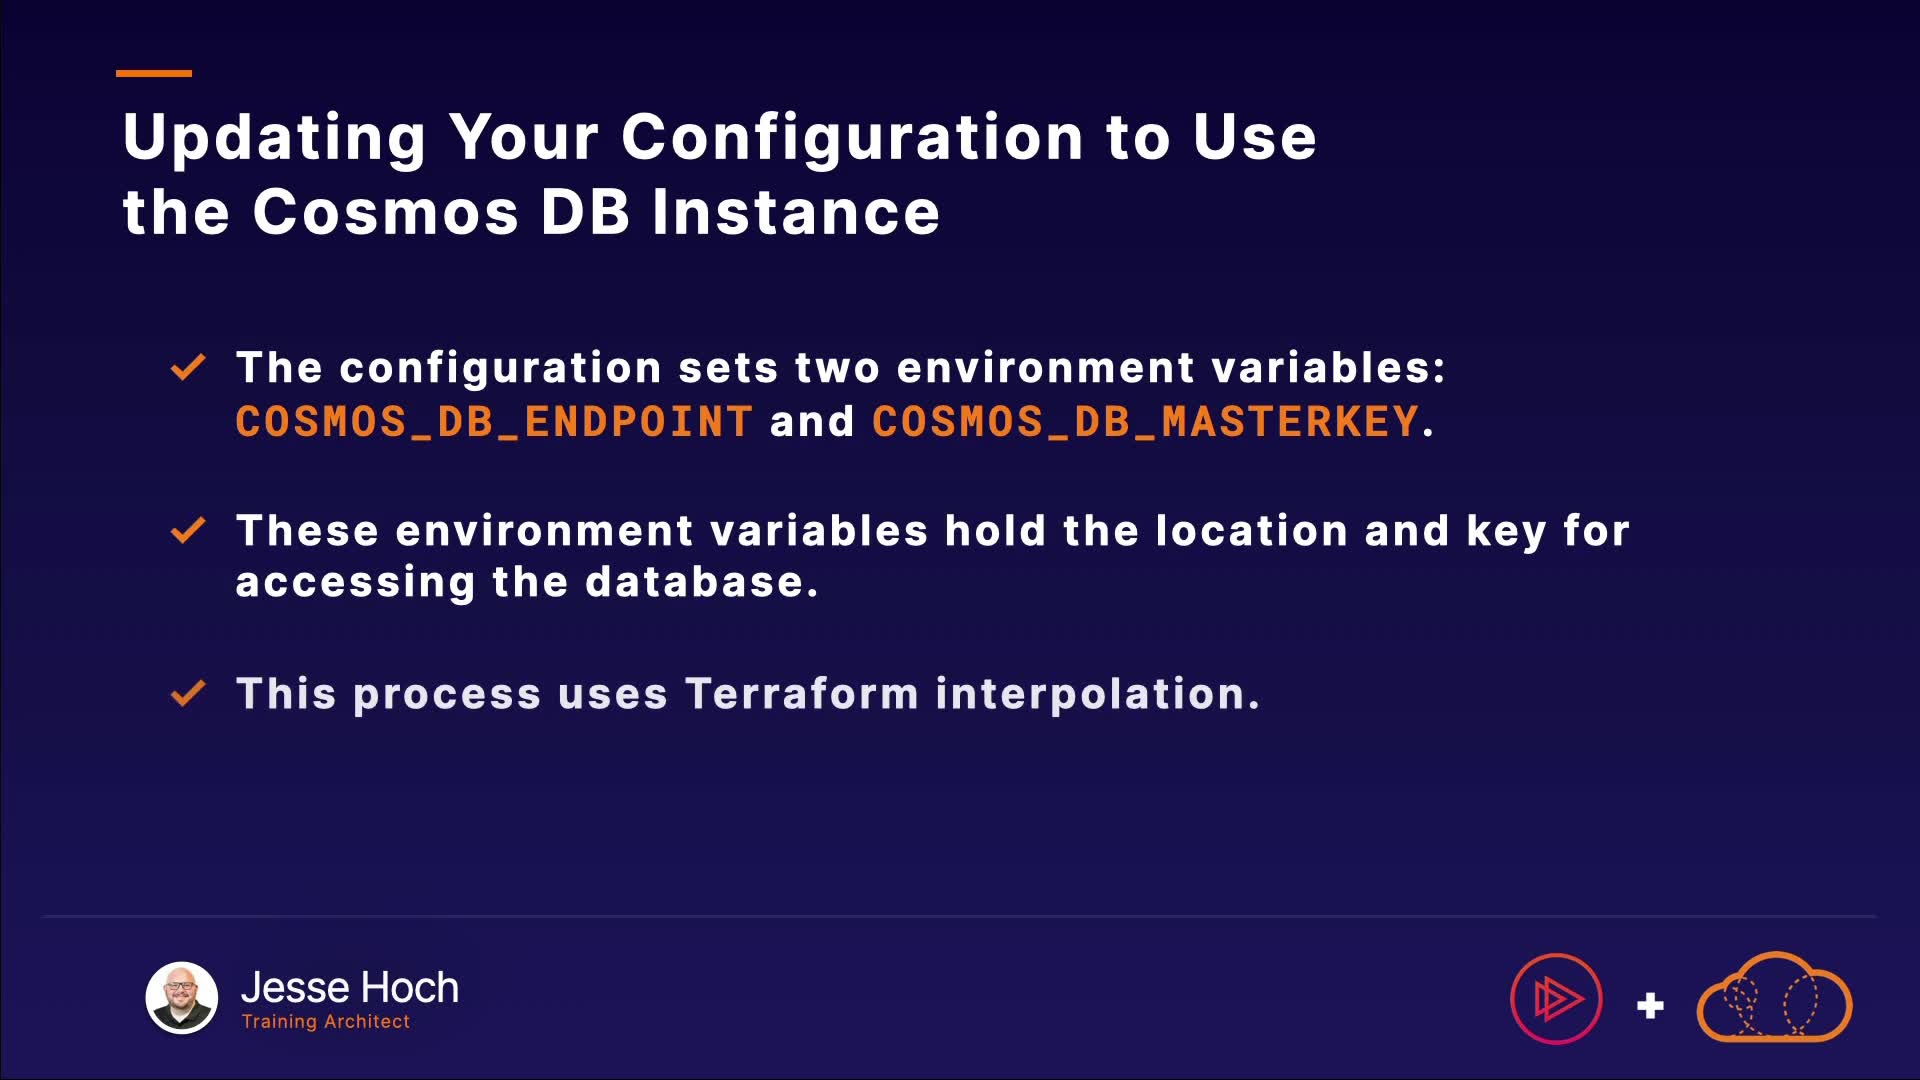 Updating Your Configuration to Use
the Cosmos DB Instance
The configuration sets two environment variables:
COSMOS_DB_ENDPOINT and COSMOS_DB_MASTERKEY.
These environment variables hold the location and key for
accessing the database.
This process uses Terraform interpolation.
Jesse Hoch
Training Architect